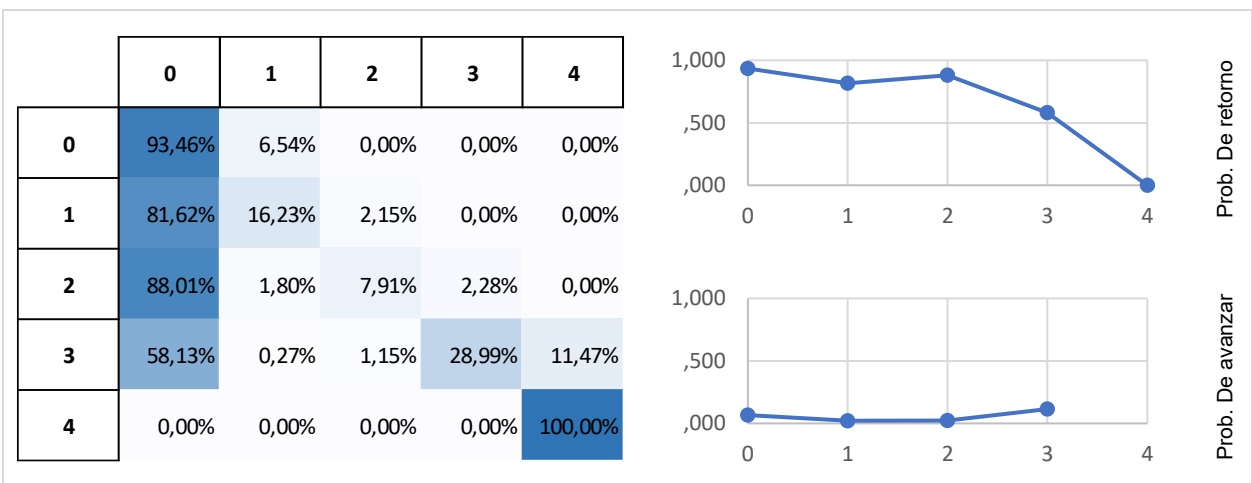 0 1 2 3 4
0 93,46% 6,54% 0,00% 0,00% 0,00%
1 81,62% 16,23% 2,15% 0,00% 0,00%
2 88,01% 1,80% 7,91% 2,28% 0,00%
3 58,13% 0,27% 1,15% 28,99% 11,47%
4 0,00% 0,00% 0,00% 0,00% 100,00%
1,000
,500
,000
0 1 2 3 4
Prob. De retorno
1,000
,500
,000
0 1 2 3 4
Prob. De avanzar